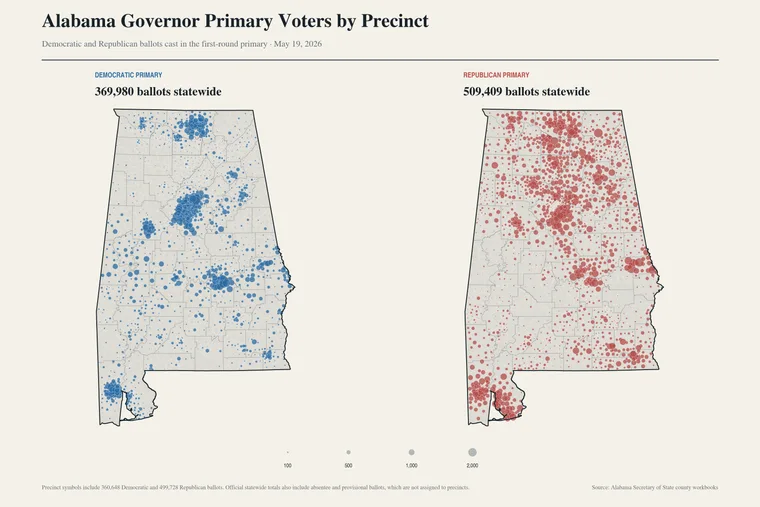 Alabama Governor Primary Voters by Precinct
Democratic and Republican ballots cast in the first-round primary · May 19, 2026
DEMOCRATIC PRIMARY
369,980 ballots statewide
REPUBLICAN PRIMARY
509,409 ballots statewide
100
500
1,000
2,000
Precinct symbols include 360,648 Democratic and 499,728 Republican ballots. Official statewide totals also include absentee and provisional ballots, which are not assigned to precincts.
Source: Alabama Secretary of State county workbooks